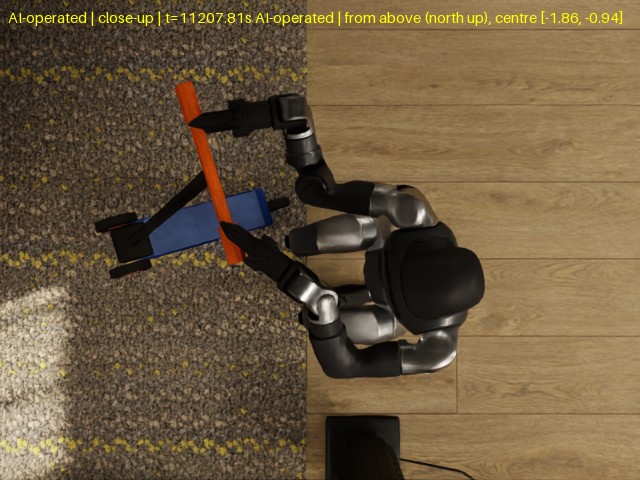 AI-operated | close-up | t=11207.81s AI-operated | from above (north up), centre [-1.86, -0.94]